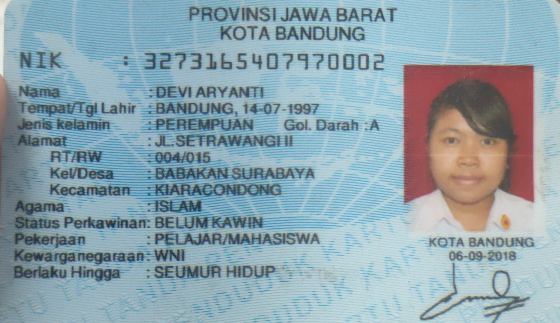 PROVINSI JAWA BARAT
KOTA BANDUNG
NIK : 3273165407970002
Nama : DEVI ARYANTI
Tempat/Tgl Lahir : BANDUNG, 14-07-1997
Jenis kelamin : PEREMPUAN Gol. Darah :A
Alamat : JL.SETRAWANGI II
RT/RW : 004/015
Kel/Desa : BABAKAN SURABAYA
Kecamatan : KIARACONDONG
Agama : ISLAM
Status Perkawinan: BELUM KAWIN
Pekerjaan : PELAJAR/MAHASISWA
Kewarganegaraan: WNI
Berlaku Hingga : SEUMUR HIDUP
KOTA BANDUNG
06-09-2018